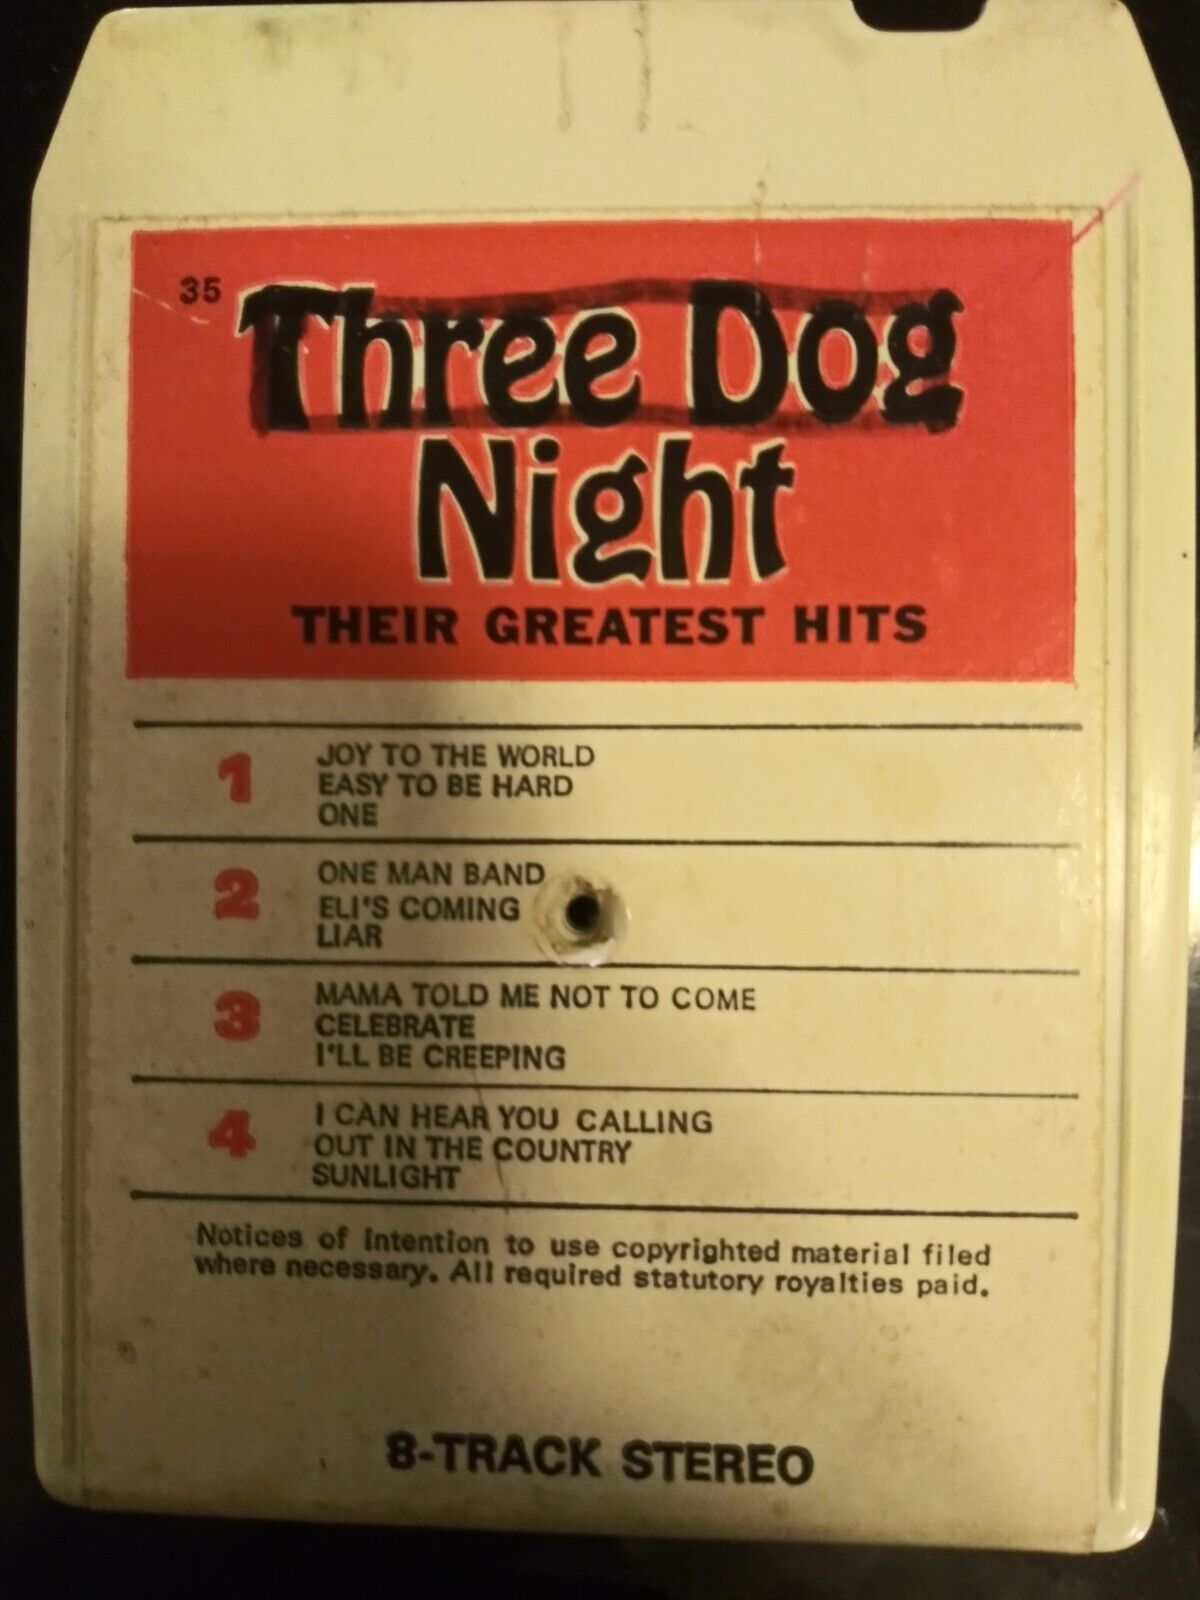 35
Three Dog
Night
THEIR GREATEST HITS
1
JOY TO THE WORLD
EASY TO BE HARD
ONE
2
ONE MAN BAND
ELI'S COMING
LIAR
3
MAMA TOLD ME NOT TO COME
CELEBRATE
I'LL BE CREEPING
4
I CAN HEAR YOU CALLING
OUT IN THE COUNTRY
SUNLIGHT
Notices of Intention to use copyrighted material filed
where necessary. All required statutory royalties paid.
8-TRACK STEREO